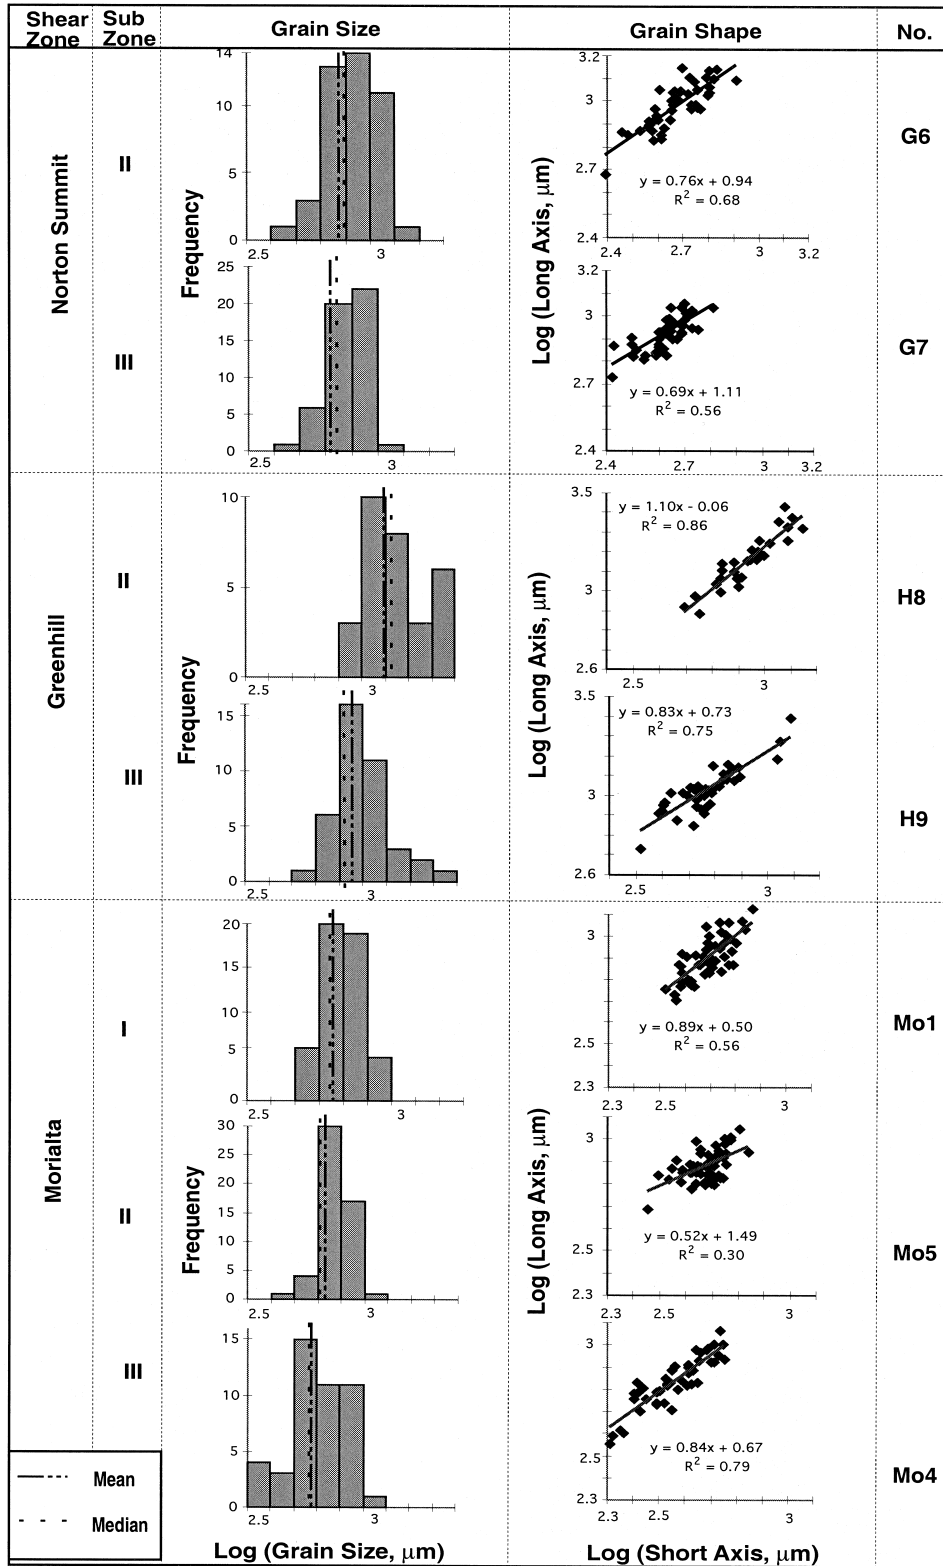 Shear Zone
Sub Zone
Grain Size
Grain Shape
No.
Norton Summit
II
Frequency
14
10
5
0
2.5 3
Log (Long Axis, μm)
3.2
3
2.7
2.4
y = 0.76x + 0.94
R2 = 0.68
2.4 2.7 3 3.2
G6
III
25
20
15
10
5
0
2.5 3
3.2
3
2.7
2.4
y = 0.69x + 1.11
R2 = 0.56
2.4 2.7 3 3.2
G7
Greenhill
II
Frequency
10
5
0
2.5 3
Log (Long Axis, μm)
3.5
3
2.6
y = 1.10x - 0.06
R2 = 0.86
2.5 3
H8
III
15
10
5
0
2.5 3
3.5
3
2.6
y = 0.83x + 0.73
R2 = 0.75
2.5 3
H9
Morialta
I
Frequency
20
15
10
5
0
2.5 3
Log (Long Axis, μm)
3
2.5
2.3
y = 0.89x + 0.50
R2 = 0.56
2.3 2.5 3
Mo1
II
30
25
20
15
10
5
0
2.5 3
3
2.5
2.3
y = 0.52x + 1.49
R2 = 0.30
2.3 2.5 3
Mo5
III
15
10
5
0
2.5 3
3
2.5
2.3
y = 0.84x + 0.67
R2 = 0.79
2.3 2.5 3
Mo4
Mean
Median
Log (Grain Size, μm)
Log (Short Axis, μm)